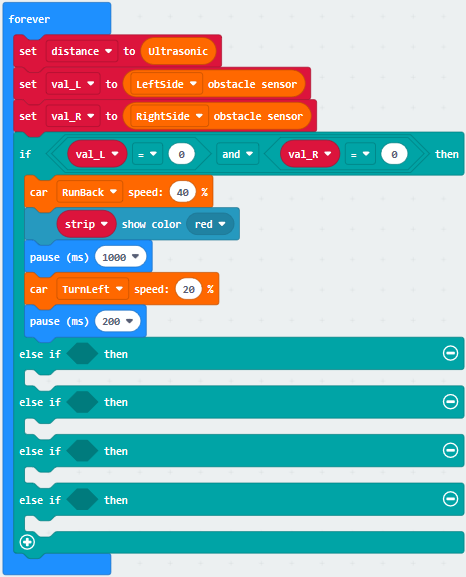 forever
set distance to Ultrasonic
set val_L to LeftSide obstacle sensor
set val_R to RightSide obstacle sensor
if val_L = 0 and val_R = 0 then
car RunBack speed: 40 %
strip show color red
pause (ms) 1000
car TurnLeft speed: 20 %
pause (ms) 200
else if then
else if then
else if then
else if then